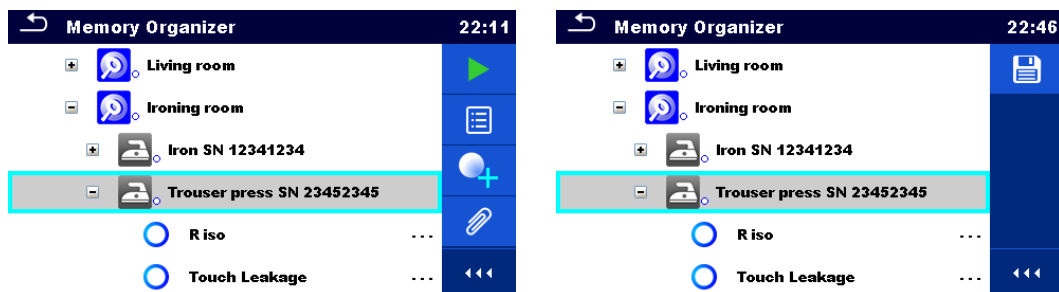 Memory Organizer 22:11
Living room
Ironing room
Iron SN 12341234
Trouser press SN 23452345
R iso ...
Touch Leakage ...
Memory Organizer 22:46
Living room
Ironing room
Iron SN 12341234
Trouser press SN 23452345
R iso ...
Touch Leakage ...